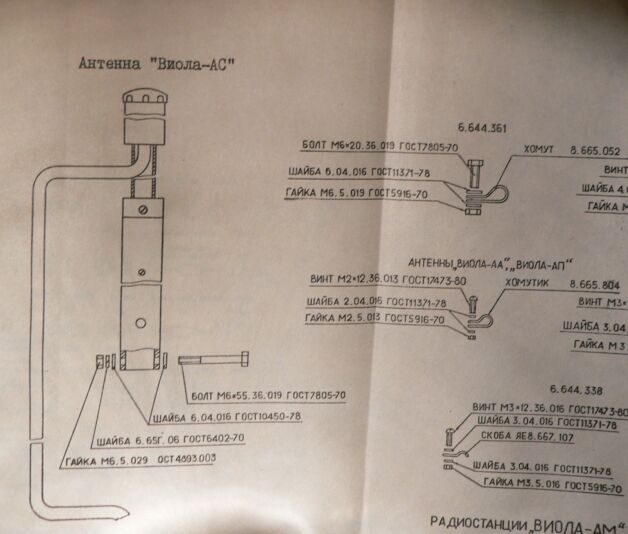 Антенна "Виола-АС"
6.644.361
БОЛТ М6×20.36.019 ГОСТ7805-70
ХОМУТ 8.665.052
ВИНТ
ШАЙБА 6.04.016 ГОСТ11371-78
ШАЙБА 4.0
ГАЙКА М6.5.019 ГОСТ5916-70
ГАЙКА М
АНТЕННЫ „ВИОЛА-АА", „ВИОЛА-АП"
ВИНТ М2×12.36.013 ГОСТ17473-80
ХОМУТИК 8.665.804
ШАЙБА 2.04.016 ГОСТ11371-78
ВИНТ М3×
ГАЙКА М2.5.013 ГОСТ5916-70
ШАЙБА 3.04
ГАЙКА М3
БОЛТ М6×55.36.019 ГОСТ7805-70
ШАЙБА 6.04.016 ГОСТ10450-78
ШАЙБА 6.65Г.06 ГОСТ6402-70
ГАЙКА М6.5.029 ОСТ4893.003
6.644.338
ВИНТ М3×12.36.016 ГОСТ17473-80
ШАЙБА 3.04.016 ГОСТ11371-78
СКОБА ЯЕ8.667.107
ШАЙБА 3.04.016 ГОСТ11371-78
ГАЙКА М3.5.016 ГОСТ5916-70
РАДИОСТАНЦИИ „ВИОЛА-АМ"